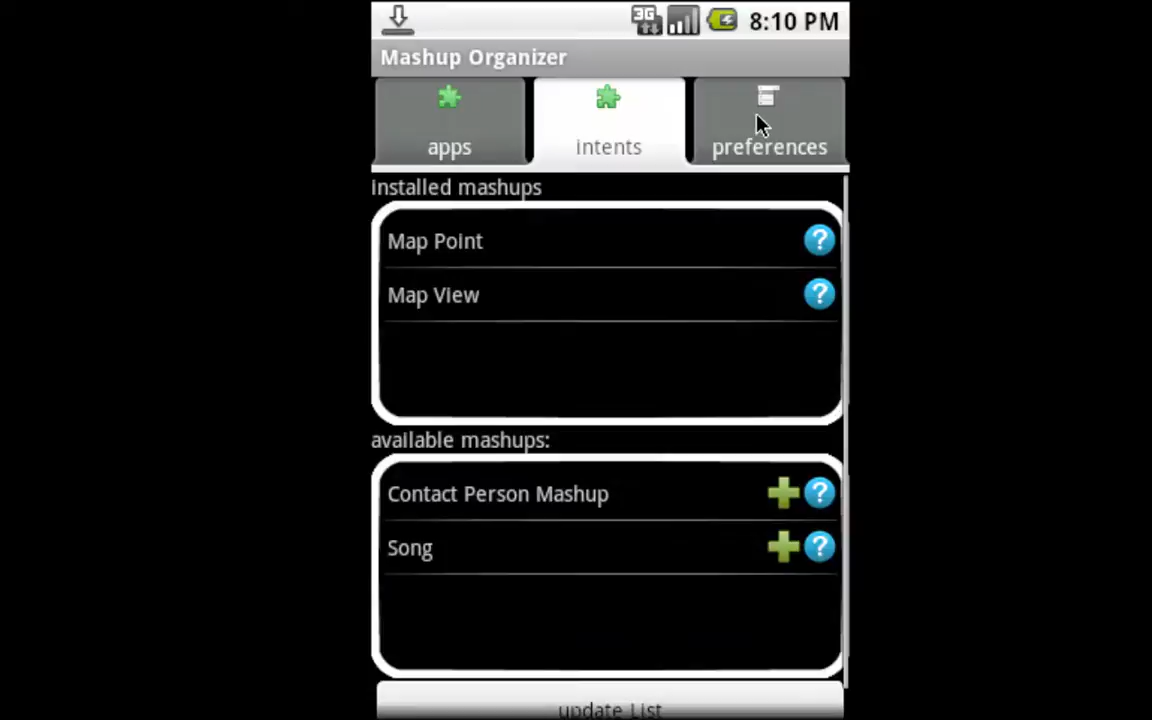 3G 8:10 PM
Mashup Organizer
apps intents preferences
installed mashups
Map Point ?
Map View ?
available mashups:
Contact Person Mashup ?
Song ?
update List